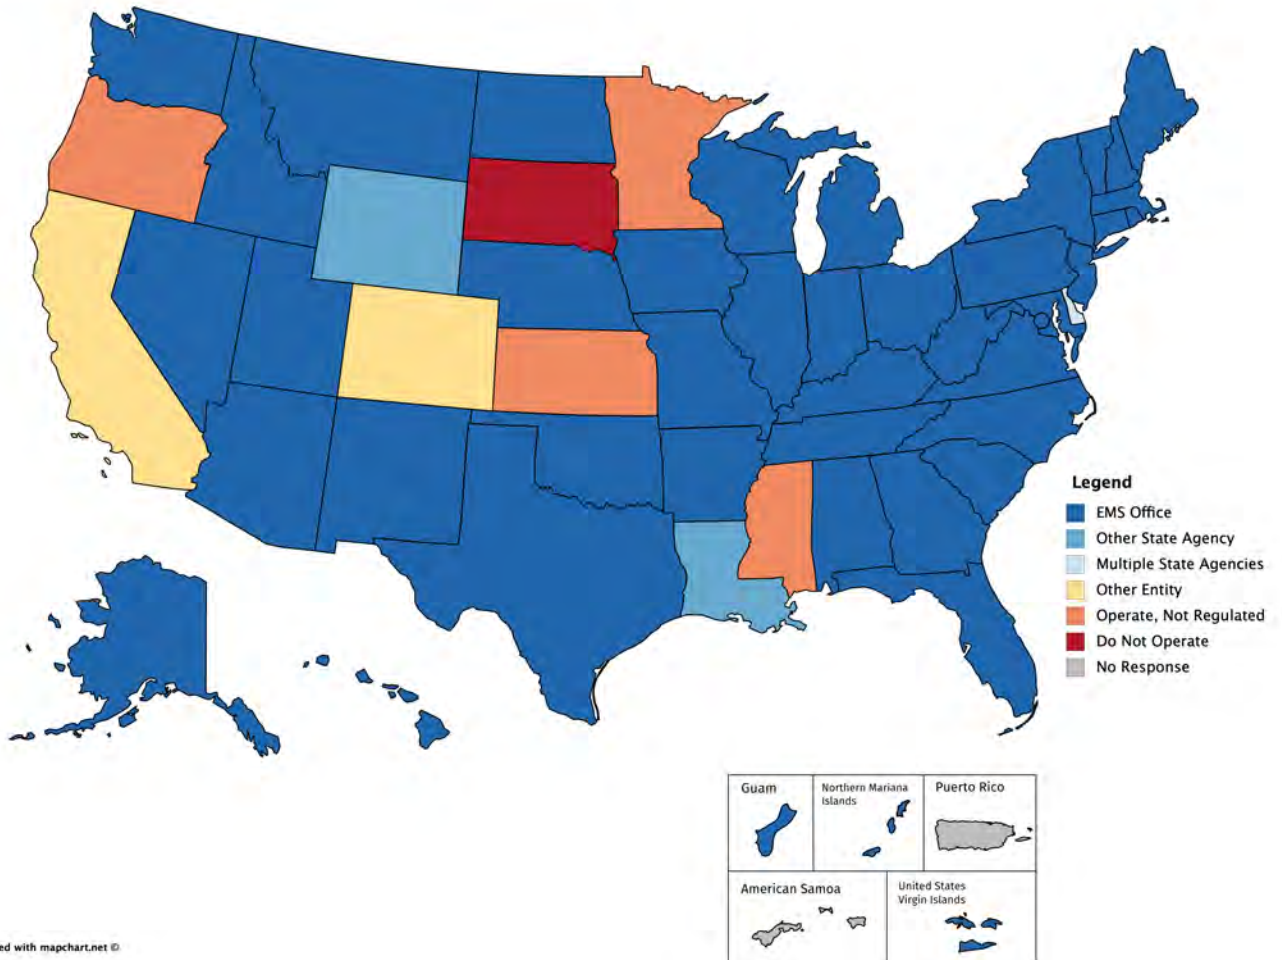 Legend
EMS Office
Other State Agency
Multiple State Agencies
Other Entity
Operate, Not Regulated
Do Not Operate
No Response
Guam
Northern Mariana
Islands
Puerto Rico
American Samoa
United States
Virgin Islands
ed with mapchart.net ©